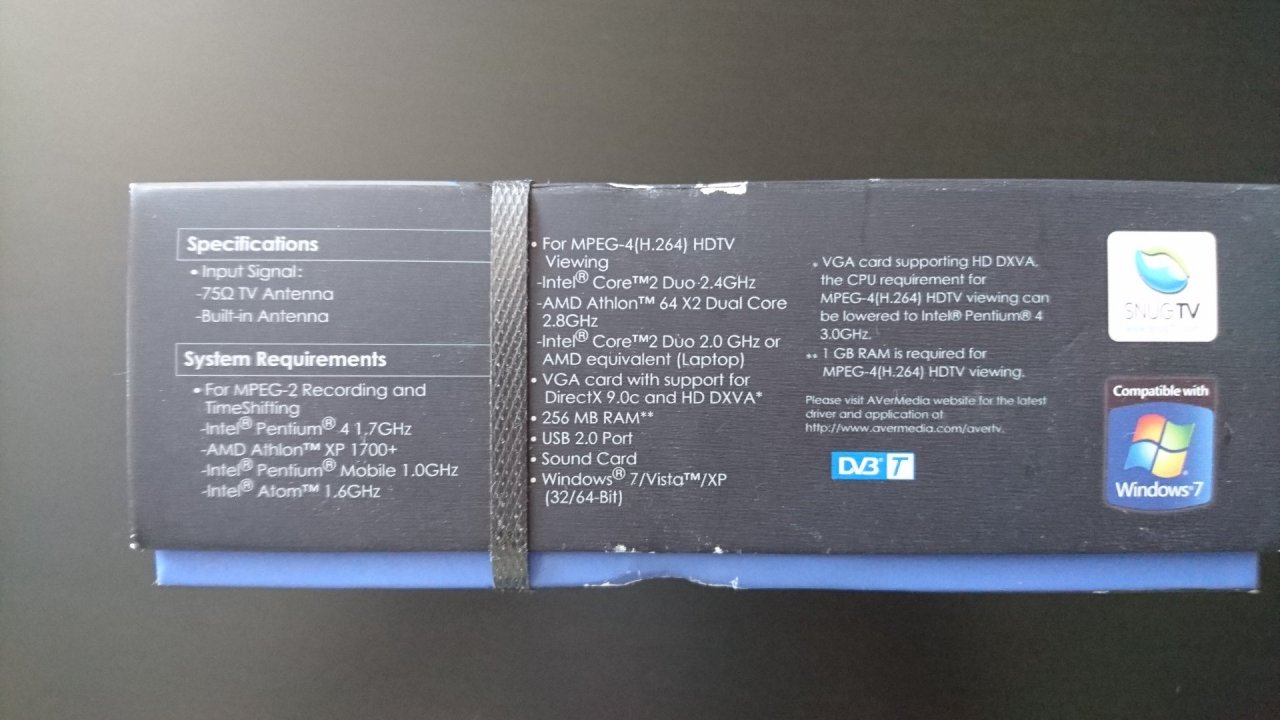 Specifications
• Input Signal:
-75Ω TV Antenna
-Built-in Antenna
System Requirements
• For MPEG-2 Recording and
TimeShifting
-Intel® Pentium® 4 1.7GHz
-AMD Athlon™ XP 1700+
-Intel® Pentium® Mobile 1.0GHz
-Intel® Atom™ 1.6GHz
• For MPEG-4(H.264) HDTV
Viewing
-Intel® Core™2 Duo 2.4GHz
-AMD Athlon™ 64 X2 Dual Core
2.8GHz
-Intel® Core™2 Duo 2.0 GHz or
AMD equivalent (Laptop)
• VGA card with support for
DirectX 9.0c and HD DXVA*
• 256 MB RAM**
• USB 2.0 Port
• Sound Card
• Windows® 7/Vista™/XP
(32/64-Bit)
* VGA card supporting HD DXVA,
the CPU requirement for
MPEG-4(H.264) HDTV viewing can
be lowered to Intel® Pentium® 4
3.0GHz.
** 1 GB RAM is required for
MPEG-4(H.264) HDTV viewing.
Please visit AVerMedia website for the latest
driver and application at
http://www.avermedia.com/avertv.
DVB® T
SNUG TV
Compatible with
Windows® 7